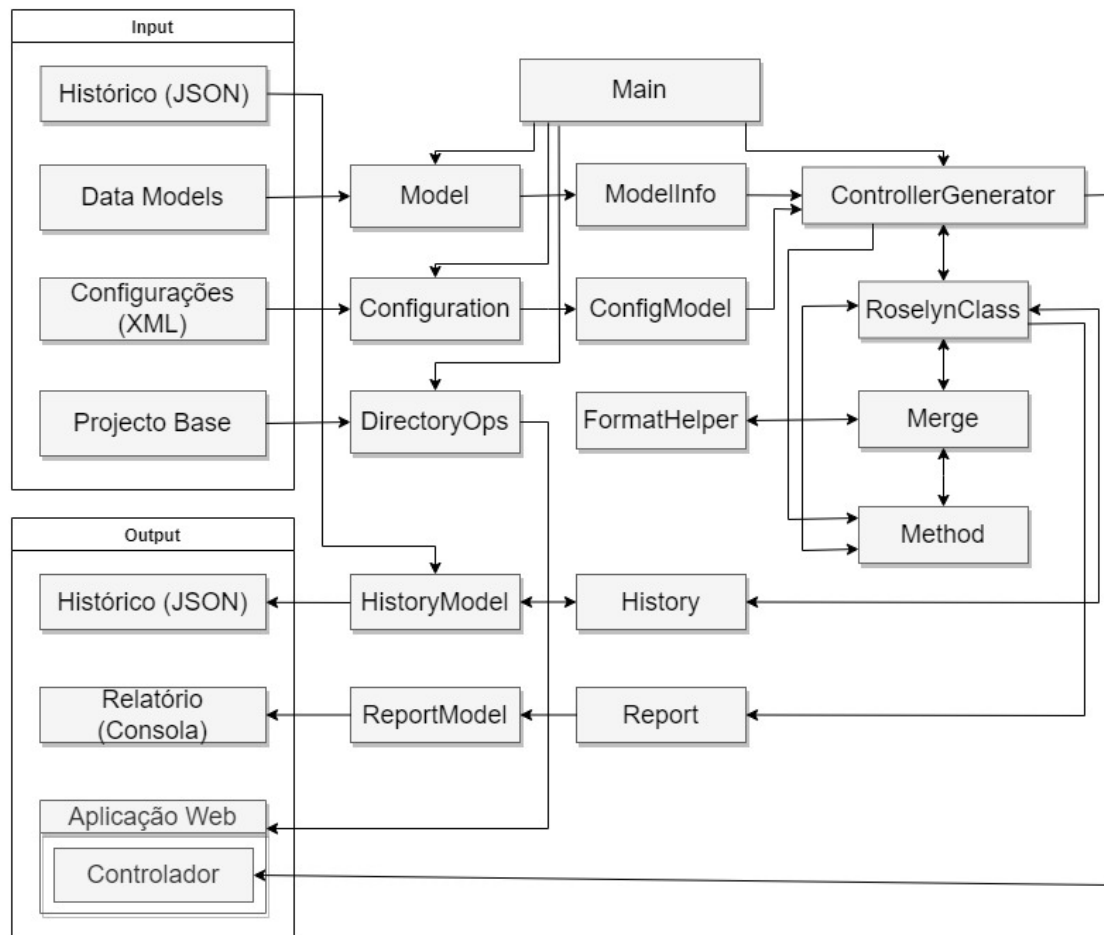 Input
Histórico (JSON)
Main
Data Models
Model
ModelInfo
ControllerGenerator
Configurações
(XML)
Configuration
ConfigModel
RoselynClass
Projecto Base
DirectoryOps
FormatHelper
Merge
Output
Method
Histórico (JSON)
HistoryModel
History
Relatório
(Consola)
ReportModel
Report
Aplicação Web
Controlador